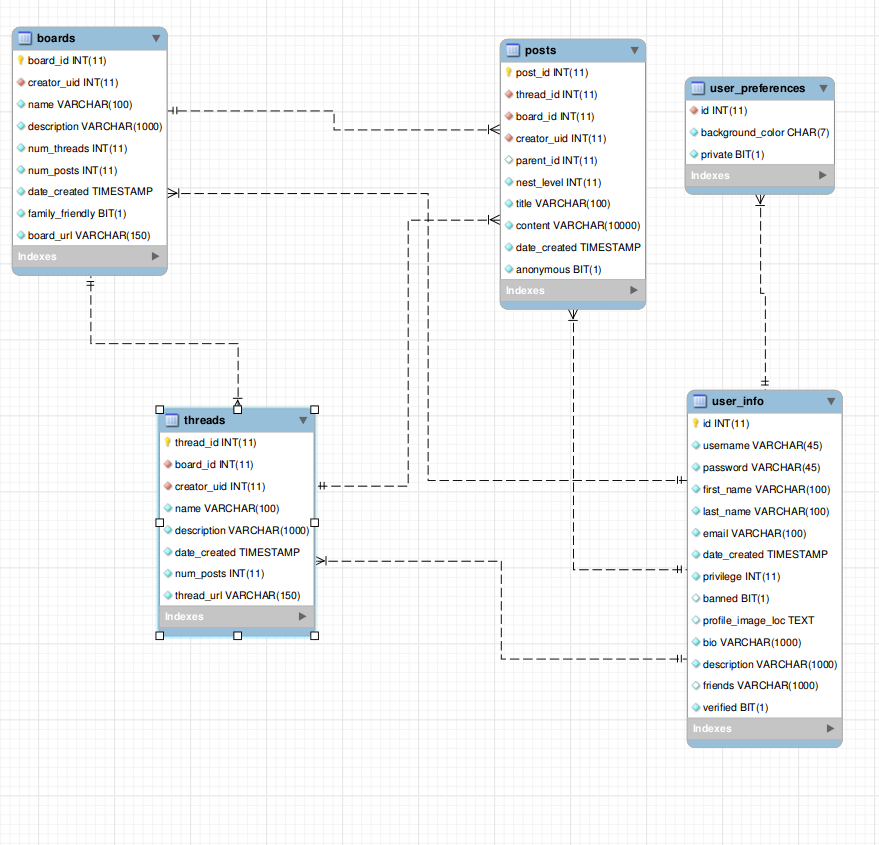 boards
board_id INT(11)
creator_uid INT(11)
name VARCHAR(100)
description VARCHAR(1000)
num_threads INT(11)
num_posts INT(11)
date_created TIMESTAMP
family_friendly BIT(1)
board_url VARCHAR(150)
Indexes
posts
post_id INT(11)
thread_id INT(11)
board_id INT(11)
creator_uid INT(11)
parent_id INT(11)
nest_level INT(11)
title VARCHAR(100)
content VARCHAR(10000)
date_created TIMESTAMP
anonymous BIT(1)
Indexes
user_preferences
id INT(11)
background_color CHAR(7)
private BIT(1)
Indexes
threads
thread_id INT(11)
board_id INT(11)
creator_uid INT(11)
name VARCHAR(100)
description VARCHAR(1000)
date_created TIMESTAMP
num_posts INT(11)
thread_url VARCHAR(150)
Indexes
user_info
id INT(11)
username VARCHAR(45)
password VARCHAR(45)
first_name VARCHAR(100)
last_name VARCHAR(100)
email VARCHAR(100)
date_created TIMESTAMP
privilege INT(11)
banned BIT(1)
profile_image_loc TEXT
bio VARCHAR(1000)
description VARCHAR(1000)
friends VARCHAR(1000)
verified BIT(1)
Indexes